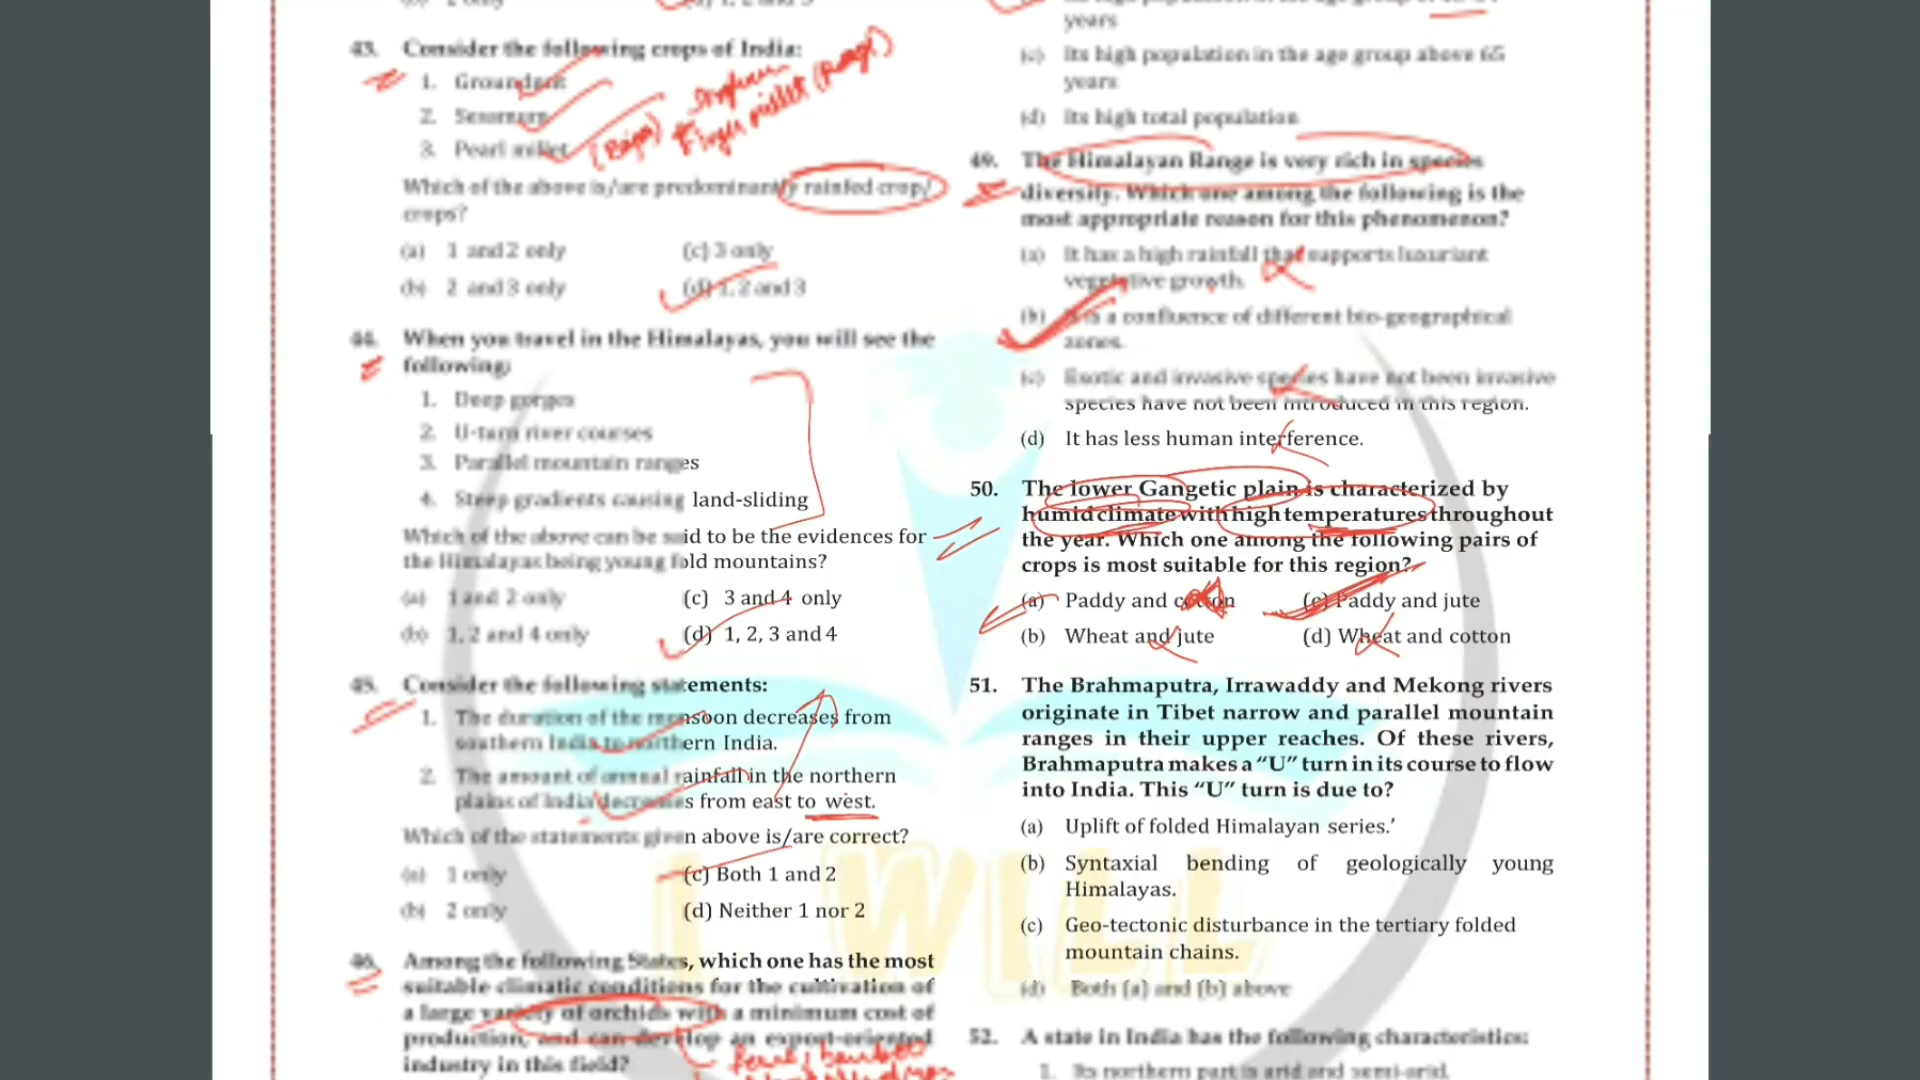 years
43. Consider the following crops of India:
1. Groundnut
2. Sesamum
3. Pearl millet
(Bajra)
Finger millet (Ragi)
Which of the above is/are predominantly rainfed crop/
crops?
(a) 1 and 2 only (c) 3 only
(b) 2 and 3 only (d) 1, 2 and 3
44. When you travel in the Himalayas, you will see the
following:
1. Deep gorges
2. U-turn river courses
3. Parallel mountain ranges
4. Steep gradients causing land-sliding
Which of the above can be said to be the evidences for
the Himalayas being young fold mountains?
(a) 1 and 2 only (c) 3 and 4 only
(b) 1, 2 and 4 only (d) 1, 2, 3 and 4
45. Consider the following statements:
1. The duration of the monsoon decreases from
southern India to northern India.
2. The amount of annual rainfall in the northern
plains of India decreases from east to west.
Which of the statements given above is/are correct?
(a) 1 only (c) Both 1 and 2
(b) 2 only (d) Neither 1 nor 2
46. Among the following States, which one has the most
suitable climatic conditions for the cultivation of
a large variety of orchids with a minimum cost of
production, and can develop an export-oriented
industry in this field?
(c) Its high population in the age group above 65
years
(d) Its high total population
49. The Himalayan Range is very rich in species
diversity. Which one among the following is the
most appropriate reason for this phenomenon?
(a) It has a high rainfall that supports luxuriant
vegetative growth.
(b) It is a confluence of different bio-geographical
zones.
(c) Exotic and invasive species have not been invasive
species have not been introduced in this region.
(d) It has less human interference.
50. The lower Gangetic plain is characterized by
humid climate with high temperatures throughout
the year. Which one among the following pairs of
crops is most suitable for this region?
(a) Paddy and cotton (c) Paddy and jute
(b) Wheat and jute (d) Wheat and cotton
51. The Brahmaputra, Irrawaddy and Mekong rivers
originate in Tibet narrow and parallel mountain
ranges in their upper reaches. Of these rivers,
Brahmaputra makes a “U” turn in its course to flow
into India. This “U” turn is due to?
(a) Uplift of folded Himalayan series.’
(b) Syntaxial bending of geologically young
Himalayas.
(c) Geo-tectonic disturbance in the tertiary folded
mountain chains.
(d) Both (a) and (b) above
52. A state in India has the following characteristics:
1. Its northern part is arid and semi-arid.
I WILL